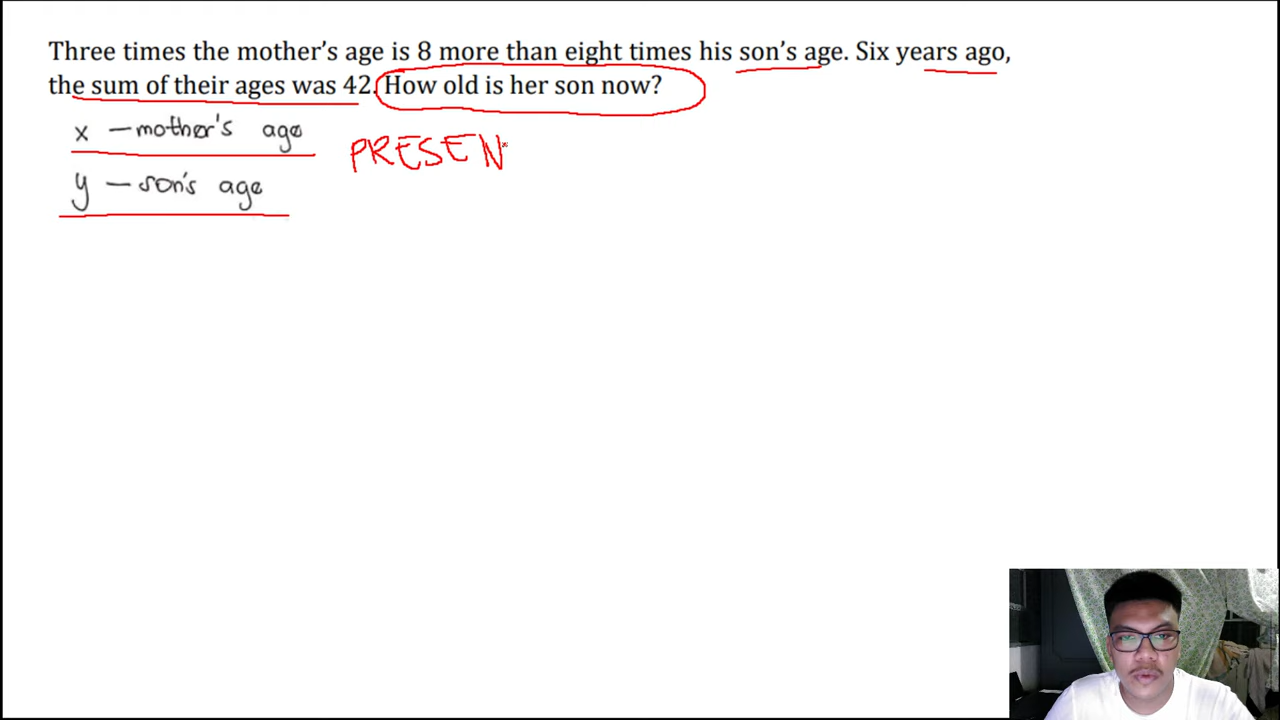 Three times the mother's age is 8 more than eight times his son's age. Six years ago,
the sum of their ages was 42. How old is her son now?
x – mother's age
PRESEN
y – son's age